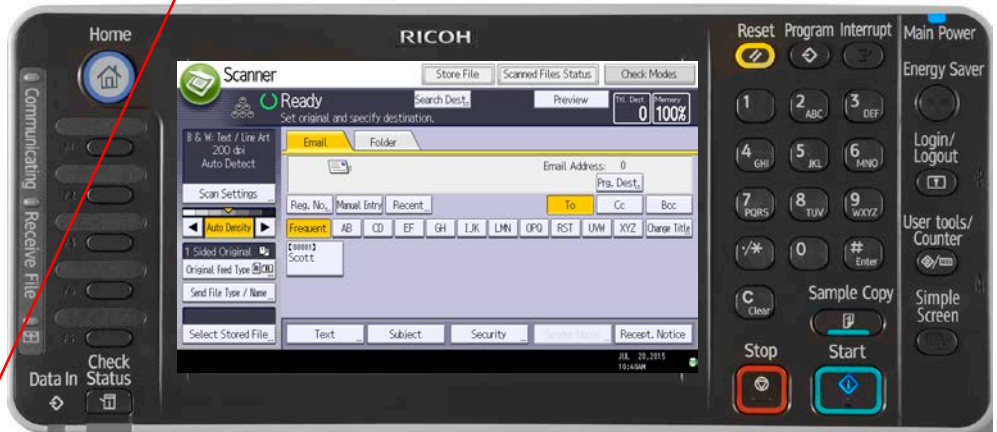 Home
RICOH
Reset Program Interrupt
Main Power
Energy Saver
Login/
Logout
User tools/
Counter
Simple
Screen
Communicating
Receive File
Scanner
Store File Scanned Files Status Check Modes
Ready
Search Dest.
Preview
Ttl. Dest. 0
Memory 100%
Set original and specify destination.
B & W: Text / Line Art
200 dpi
Auto Detect
Scan Settings
Auto Density
1 Sided Original
Original Feed Type
Send File Type / Name
Select Stored File
Email Folder
Email Address: 0
Prg. Dest.
Reg. No. Manual Entry Recent To Cc Bcc
Frequent AB CD EF GH IJK LMN OPQ RST UVW XYZ Change Title
[00001]
Scott
Text Subject Security Sender Name Recept. Notice
JUL 20,2015
10:40AM
1 2 ABC 3 DEF
4 GHI 5 JKL 6 MNO
7 PQRS 8 TUV 9 WXYZ
·/* 0 # Enter
C Clear
Sample Copy
Stop Start
Check
Status
Data In